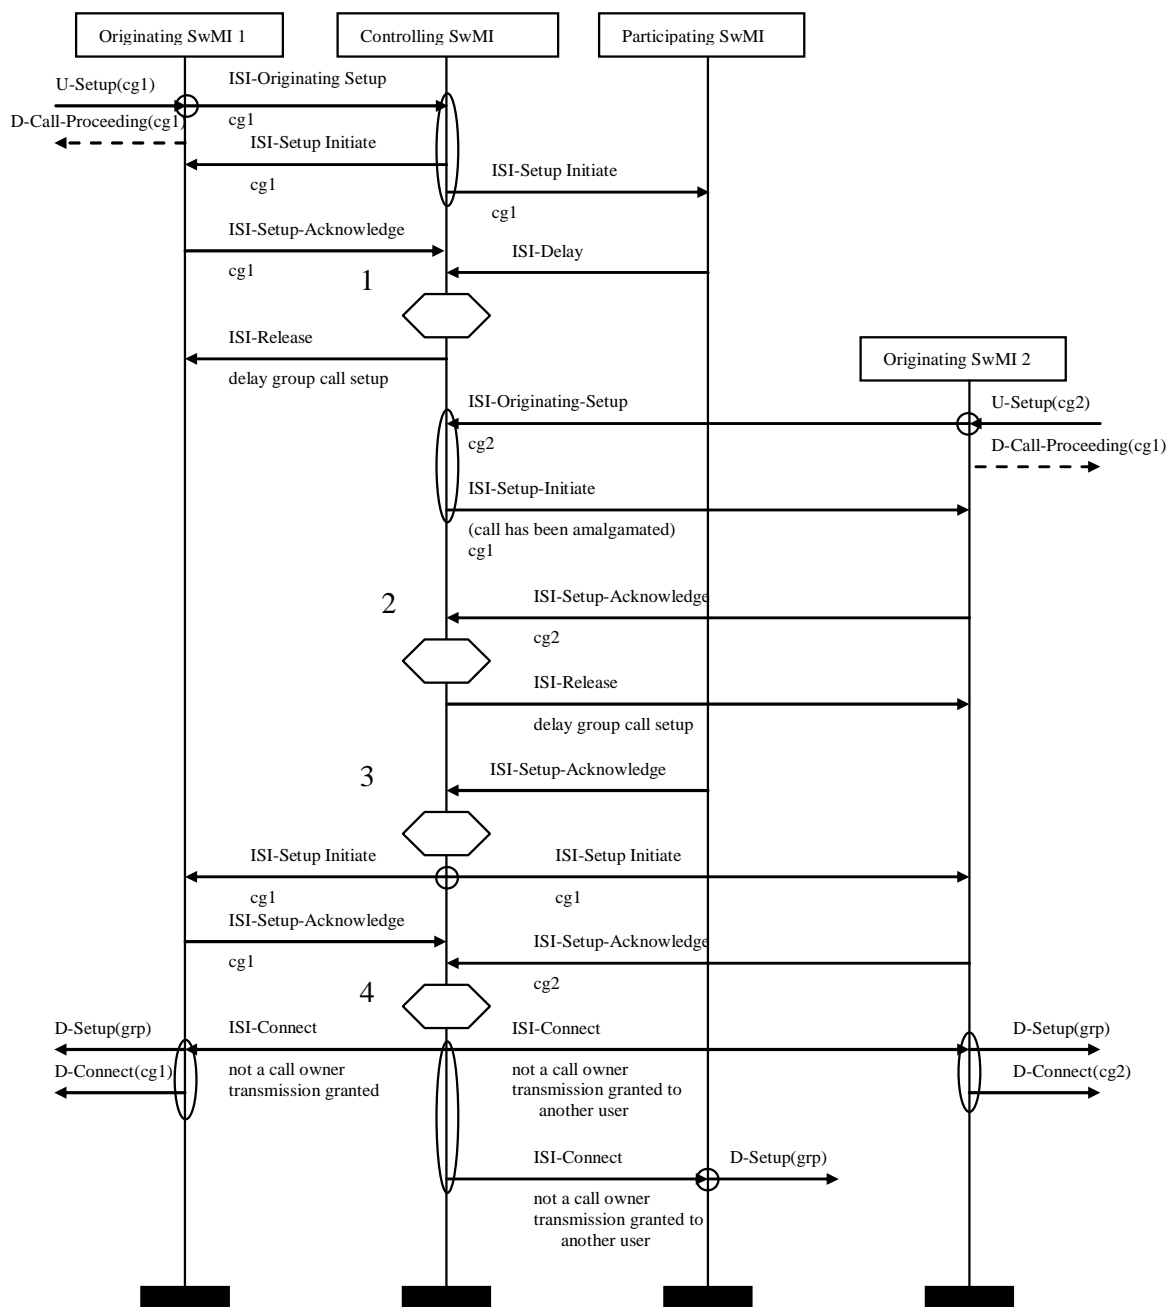 Originating SwMI 1
Controlling SwMI
Participating SwMI
U-Setup(cg1)
ISI-Originating Setup
cg1
D-Call-Proceeding(cg1)
ISI-Setup Initiate
cg1
ISI-Setup Initiate
cg1
ISI-Setup-Acknowledge
cg1
ISI-Delay
1
ISI-Release
delay group call setup
Originating SwMI 2
ISI-Originating-Setup
cg2
U-Setup(cg2)
D-Call-Proceeding(cg1)
ISI-Setup-Initiate
(call has been amalgamated)
cg1
2
ISI-Setup-Acknowledge
cg2
ISI-Release
delay group call setup
3
ISI-Setup-Acknowledge
ISI-Setup Initiate
cg1
ISI-Setup Initiate
cg1
ISI-Setup-Acknowledge
cg1
ISI-Setup-Acknowledge
cg2
4
D-Setup(grp)
ISI-Connect
ISI-Connect
D-Setup(grp)
D-Connect(cg1)
not a call owner
transmission granted
not a call owner
transmission granted to
another user
D-Connect(cg2)
ISI-Connect
D-Setup(grp)
not a call owner
transmission granted to
another user